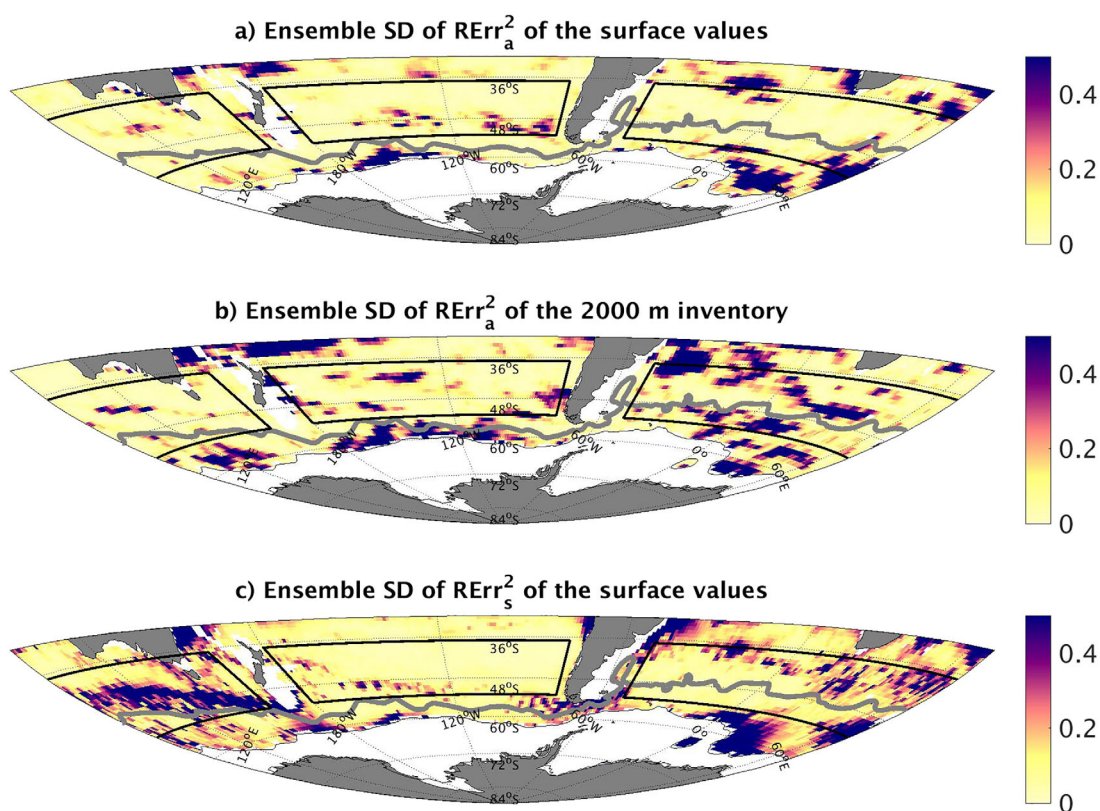 a) Ensemble SD of RErr²ₐ of the surface values
36°S
48°S
60°S
72°S
84°S
120°E
180°W
120°W
60°W
0°
0.4
0.2
0
b) Ensemble SD of RErr²ₐ of the 2000 m inventory
36°S
48°S
60°S
72°S
84°S
120°E
180°W
120°W
60°W
0°
60°E
0.4
0.2
0
c) Ensemble SD of RErr²ₛ of the surface values
36°S
48°S
60°S
72°S
84°S
120°E
180°W
120°W
60°W
0°
60°E
0.4
0.2
0